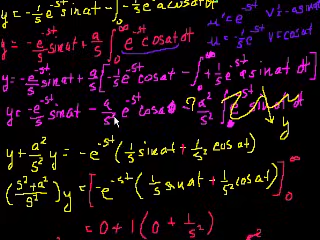 y = -1/s e^-st sin at - ∫0 -1/s e^-st a cos at dt
u' = e^-st v = sin at
y = -e^-st/s sin at + a/s ∫0^∞ e^-st cos at dt
u = -1/s e^-st v = cos at
y = -e^-st/s sin at + a/s [-1/s e^-st cos at - ∫ + 1/s e^-st a sin at dt]
y = -e^-st/s sin at - a/s² e^-st cos at - a²/s² ∫ e^-st sin at dt
y
y + a²/s² y = -e^-st (1/s sin at + 1/s² cos at)
(s²+a²/s²) y = [-e^-st (1/s sin at + 1/s² cos at)]0^∞
= 0 + 1(0 + 1/s²)